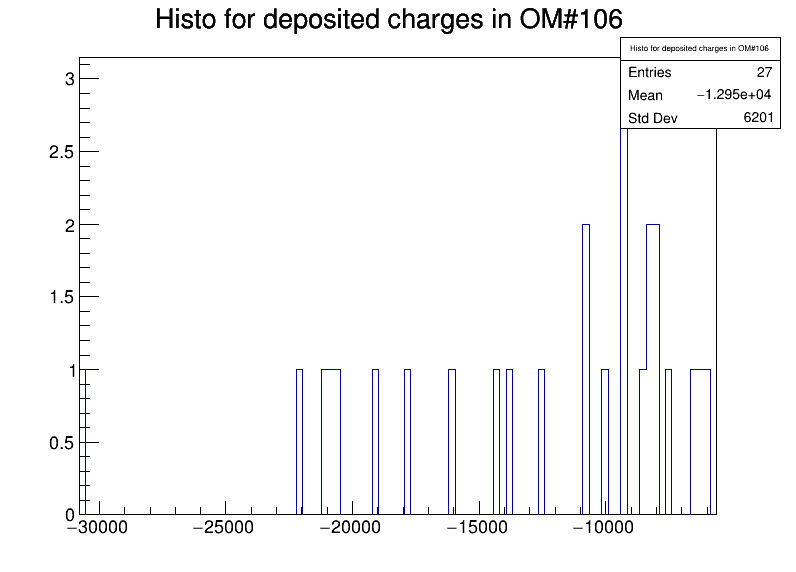 Histo for deposited charges in OM#106
Histo for deposited charges in OM#106
Entries 27
Mean −1.295e+04
Std Dev 6201
3
2.5
2
1.5
1
0.5
0
−30000 −25000 −20000 −15000 −10000